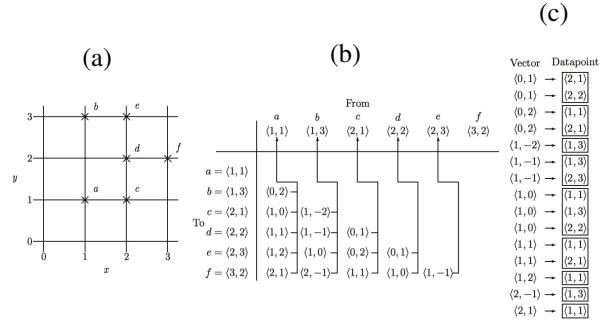 (a)
b e
3
d f
2
y
a c
1
0
0 1 2 3
x
(b)
From
a b c d e f
⟨1, 1⟩ ⟨1, 3⟩ ⟨2, 1⟩ ⟨2, 2⟩ ⟨2, 3⟩ ⟨3, 2⟩
a = ⟨1, 1⟩
b = ⟨1, 3⟩ ⟨0, 2⟩
c = ⟨2, 1⟩ ⟨1, 0⟩ ⟨1, −2⟩
To
d = ⟨2, 2⟩ ⟨1, 1⟩ ⟨1, −1⟩ ⟨0, 1⟩
e = ⟨2, 3⟩ ⟨1, 2⟩ ⟨1, 0⟩ ⟨0, 2⟩ ⟨0, 1⟩
f = ⟨3, 2⟩ ⟨2, 1⟩ ⟨2, −1⟩ ⟨1, 1⟩ ⟨1, 0⟩ ⟨1, −1⟩
(c)
Vector Datapoint
⟨0, 1⟩ → ⟨2, 1⟩
⟨0, 1⟩ → ⟨2, 2⟩
⟨0, 2⟩ → ⟨1, 1⟩
⟨0, 2⟩ → ⟨2, 1⟩
⟨1, −2⟩ → ⟨1, 3⟩
⟨1, −1⟩ → ⟨1, 3⟩
⟨1, −1⟩ → ⟨2, 3⟩
⟨1, 0⟩ → ⟨1, 1⟩
⟨1, 0⟩ → ⟨1, 3⟩
⟨1, 0⟩ → ⟨2, 2⟩
⟨1, 1⟩ → ⟨1, 1⟩
⟨1, 1⟩ → ⟨2, 1⟩
⟨1, 2⟩ → ⟨1, 1⟩
⟨2, −1⟩ → ⟨1, 3⟩
⟨2, 1⟩ → ⟨1, 1⟩